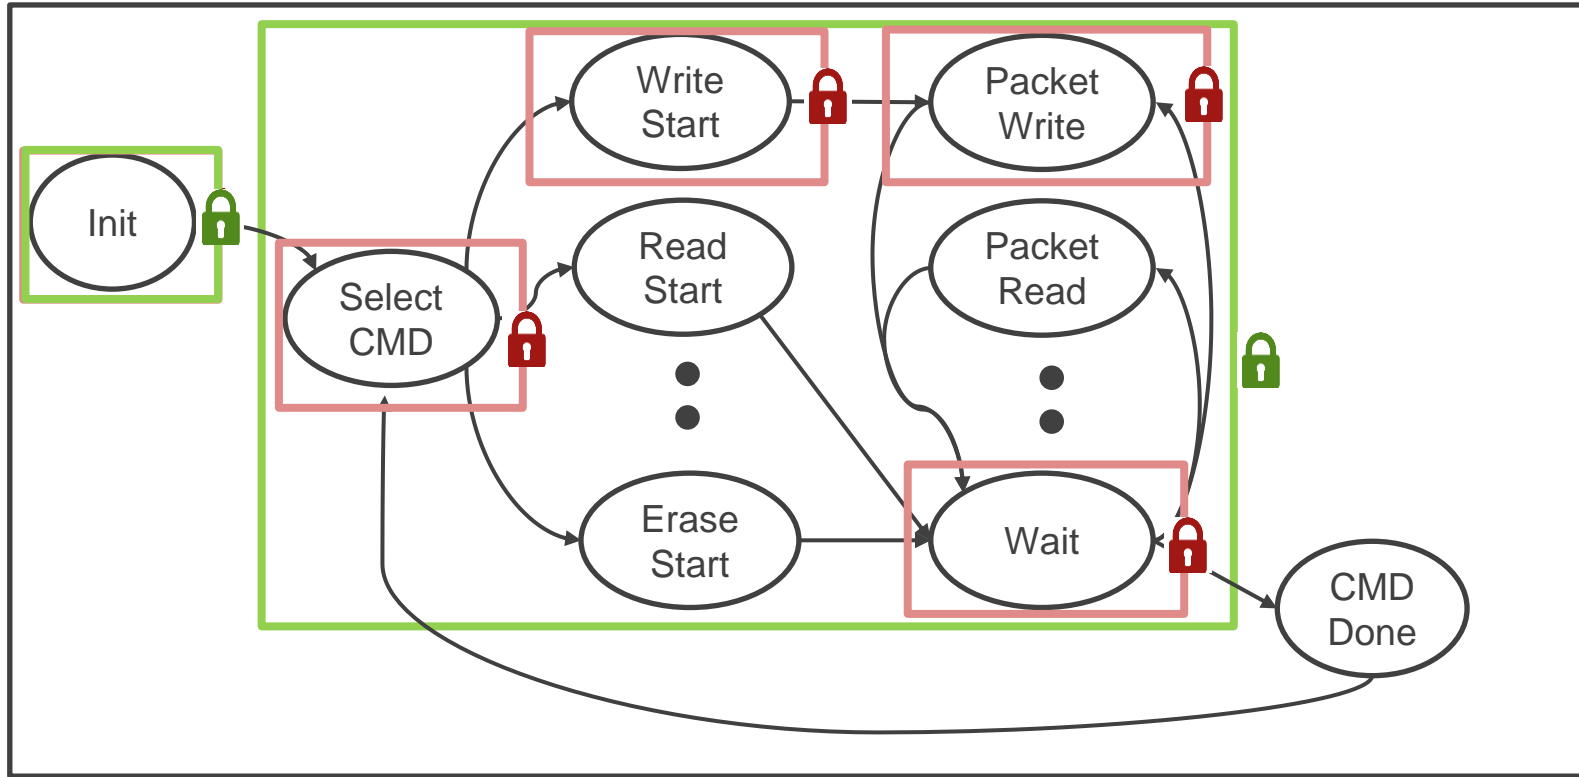 Init
Select
CMD
Write
Start
Packet
Write
Read
Start
Packet
Read
Erase
Start
Wait
CMD
Done